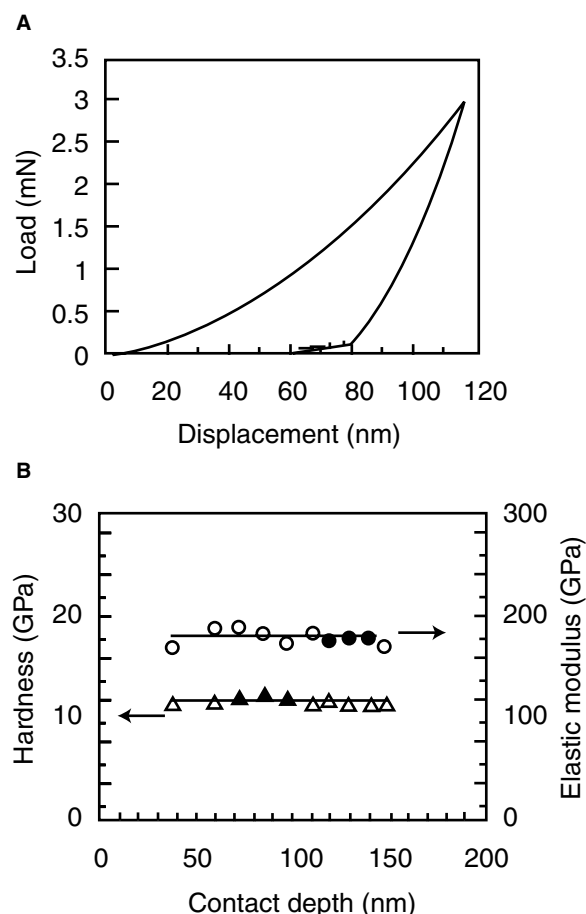 A
3.5
3
2.5
2
1.5
1
0.5
0
Load (mN)
0 20 40 60 80 100 120
Displacement (nm)
B
30 300
20 200
10 100
0 0
Hardness (GPa)
Elastic modulus (GPa)
0 50 100 150 200
Contact depth (nm)